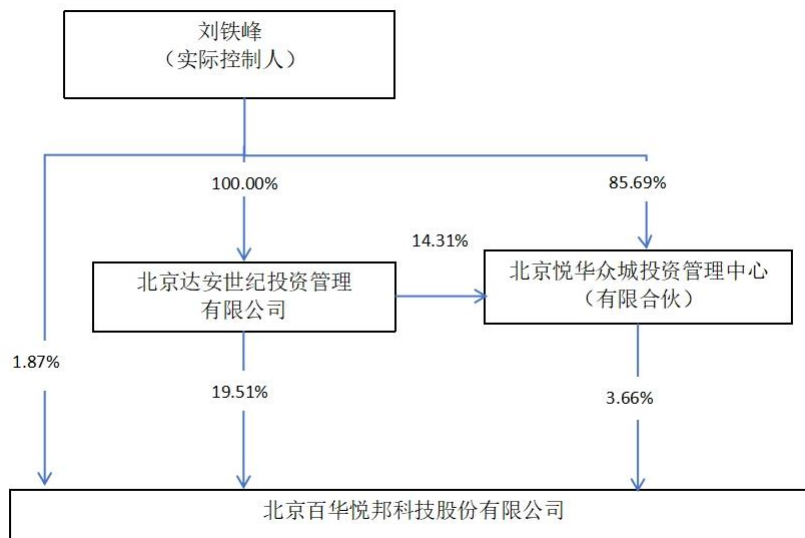 刘铁峰
（实际控制人）
100.00%
85.69%
14.31%
北京达安世纪投资管理
有限公司
北京悦华众城投资管理中心
（有限合伙）
1.87%
19.51%
3.66%
北京百华悦邦科技股份有限公司